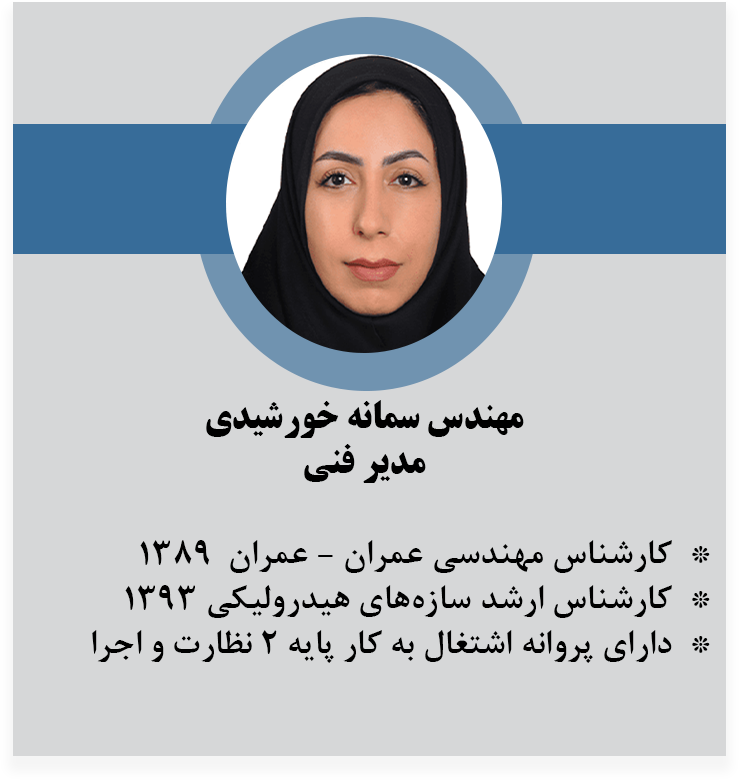 مهندس سمانه خورشیدی
مدیر فنی
❊ کارشناس مهندسی عمران - عمران ۱۳۸۹
❊ کارشناس ارشد سازه‌های هیدرولیکی ۱۳۹۳
❊ دارای پروانه اشتغال به کار پایه ۲ نظارت و اجرا